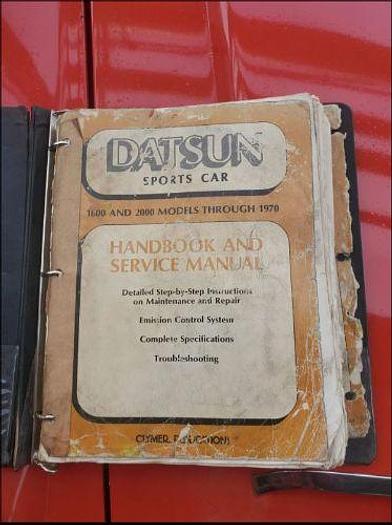 DATSUN
SPORTS CAR
1600 AND 2000 MODELS THROUGH 1970
HANDBOOK AND
SERVICE MANUAL
Detailed Step-by-Step Instructions
on Maintenance and Repair
Emission Control System
Complete Specifications
Troubleshooting
CLYMER PUBLICATIONS